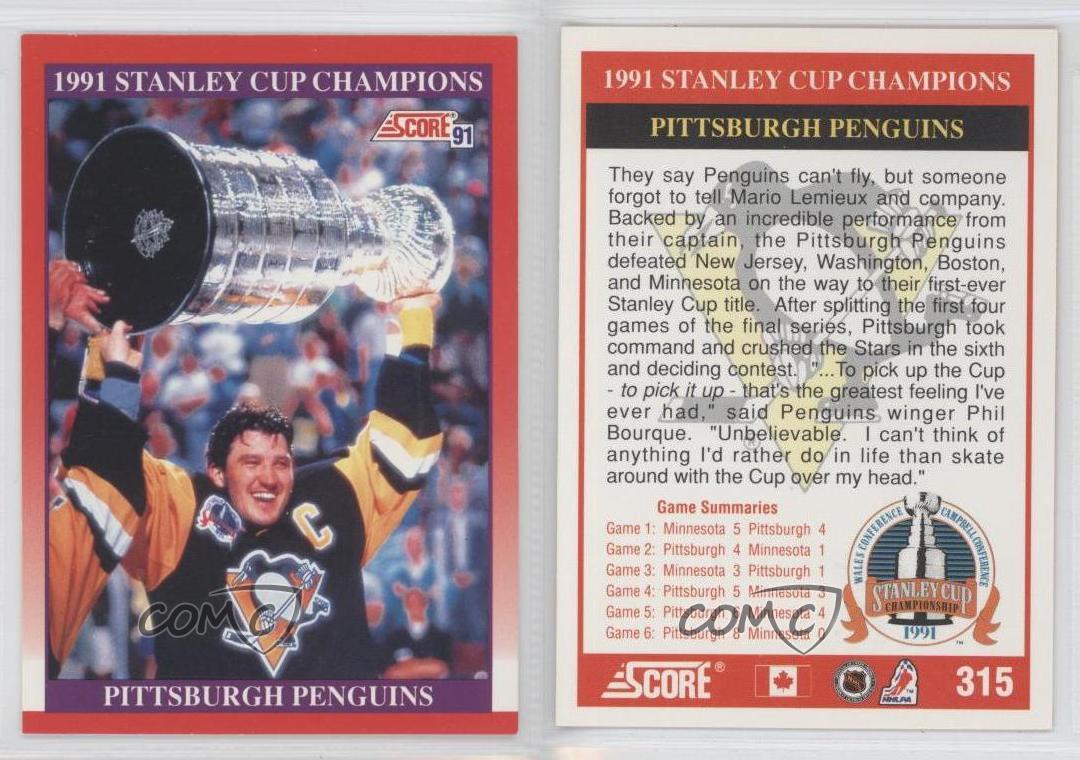 1991 STANLEY CUP CHAMPIONS
SCORE® 91
C
COMC
PITTSBURGH PENGUINS
1991 STANLEY CUP CHAMPIONS
PITTSBURGH PENGUINS
They say Penguins can't fly, but someone
forgot to tell Mario Lemieux and company.
Backed by an incredible performance from
their captain, the Pittsburgh Penguins
defeated New Jersey, Washington, Boston,
and Minnesota on the way to their first-ever
Stanley Cup title. After splitting the first four
games of the final series, Pittsburgh took
command and crushed the Stars in the sixth
and deciding contest. "...To pick up the Cup
- to pick it up - that's the greatest feeling I've
ever had," said Penguins winger Phil
Bourque. "Unbelievable. I can't think of
anything I'd rather do in life than skate
around with the Cup over my head."
Game Summaries
Game 1: Minnesota 5 Pittsburgh 4
Game 2: Pittsburgh 4 Minnesota 1
Game 3: Minnesota 3 Pittsburgh 1
Game 4: Pittsburgh 5 Minnesota 3
Game 5: Pittsburgh 6 Minnesota 4
Game 6: Pittsburgh 8 Minnesota 0
WALES CONFERENCE CAMPBELL CONFERENCE
STANLEY CUP
CHAMPIONSHIP
1991
™
COMC
SCORE® NHL NHLPA ™ 315